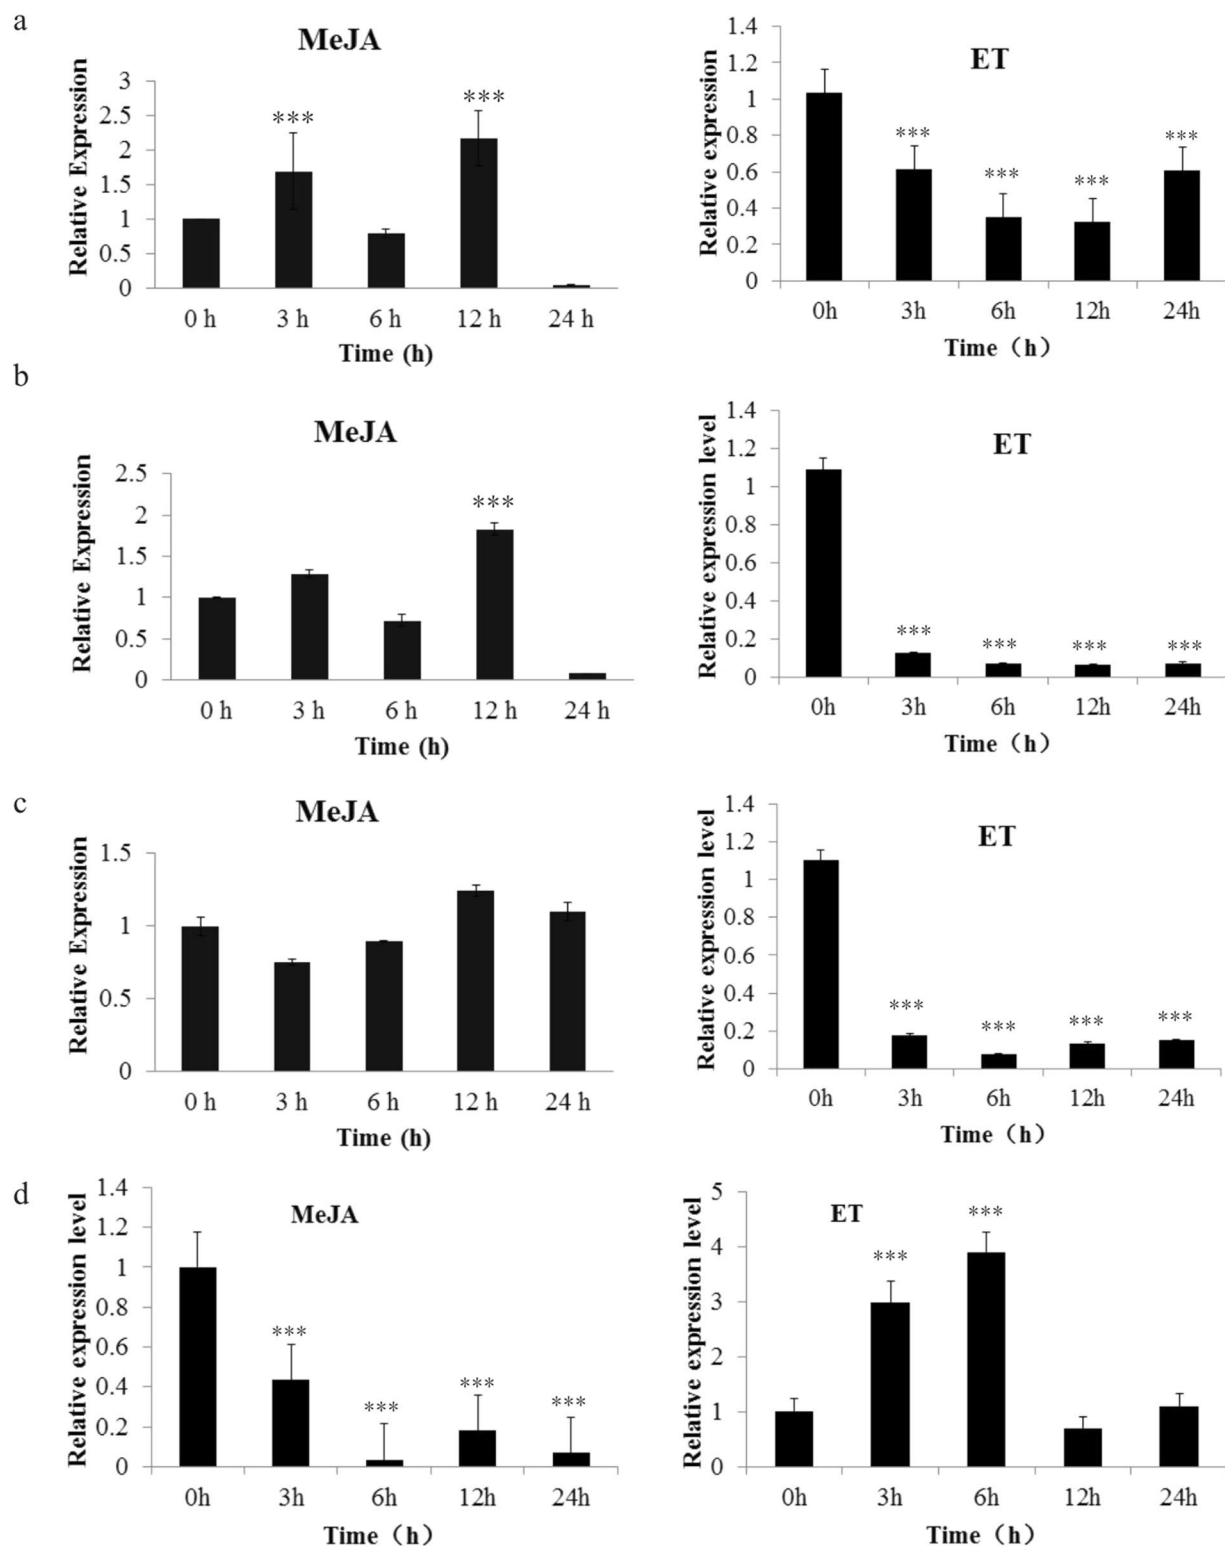 a
MeJA
Relative Expression
3
2.5
2
1.5
1
0.5
0
***
***
0 h 3 h 6 h 12 h 24 h
Time (h)
ET
Relative expression
1.4
1.2
1
0.8
0.6
0.4
0.2
0
***
***
***
***
0h 3h 6h 12h 24h
Time（h）
b
MeJA
Relative Expression
2.5
2
1.5
1
0.5
0
***
0 h 3 h 6 h 12 h 24 h
Time (h)
ET
Relative expression level
1.4
1.2
1
0.8
0.6
0.4
0.2
0
***
***
***
***
0h 3h 6h 12h 24h
Time（h）
c
MeJA
Relative Expression
1.5
1
0.5
0
0 h 3 h 6 h 12 h 24 h
Time (h)
ET
Relative expression level
1.4
1.2
1
0.8
0.6
0.4
0.2
0
***
***
***
***
0h 3h 6h 12h 24h
Time（h）
d
MeJA
Relative expression level
1.4
1.2
1
0.8
0.6
0.4
0.2
0
***
***
***
***
0h 3h 6h 12h 24h
Time（h）
ET
Relative expression level
5
4
3
2
1
0
***
***
0h 3h 6h 12h 24h
Time（h）